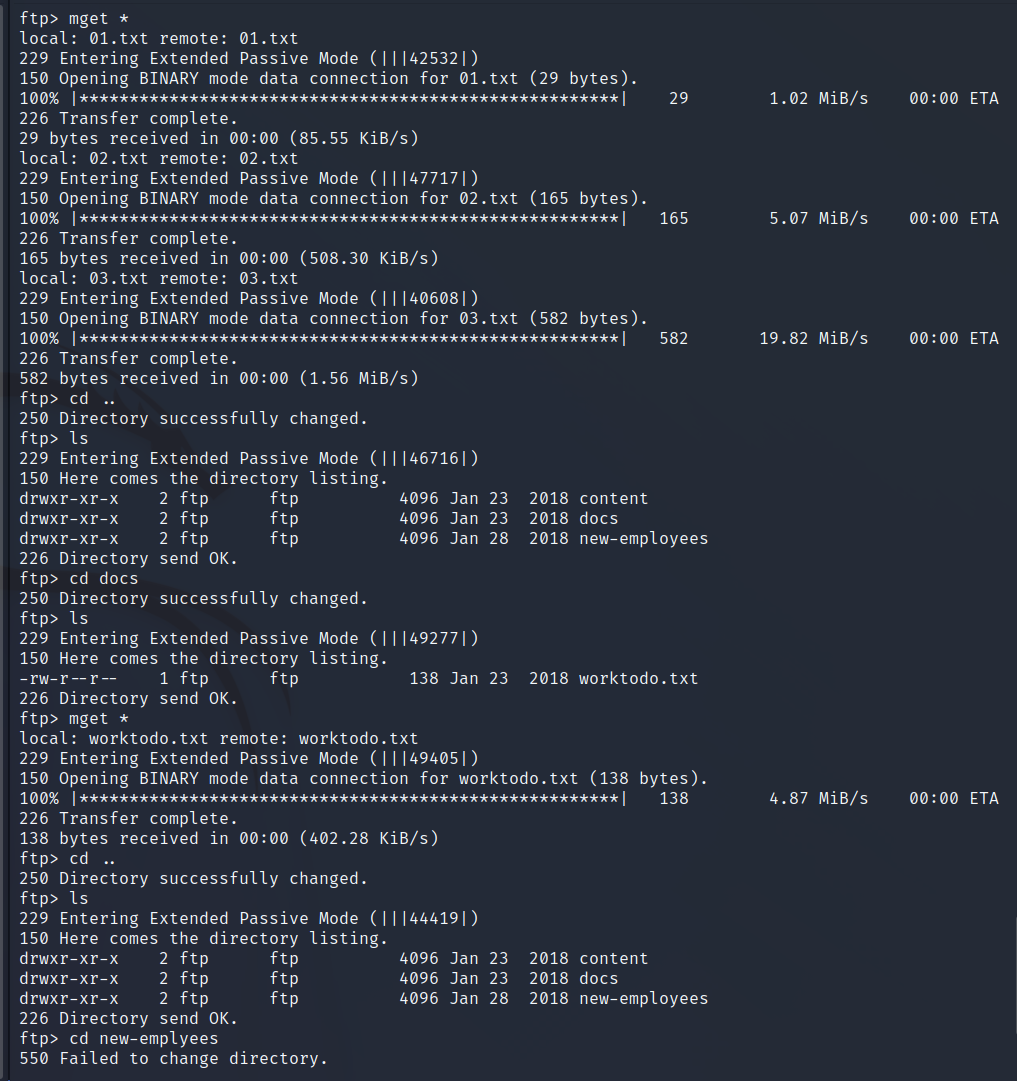 ftp> mget *
local: 01.txt remote: 01.txt
229 Entering Extended Passive Mode (|||42532|)
150 Opening BINARY mode data connection for 01.txt (29 bytes).
100% |******************************************************|    29        1.02 MiB/s    00:00 ETA
226 Transfer complete.
29 bytes received in 00:00 (85.55 KiB/s)
local: 02.txt remote: 02.txt
229 Entering Extended Passive Mode (|||47717|)
150 Opening BINARY mode data connection for 02.txt (165 bytes).
100% |******************************************************|   165        5.07 MiB/s    00:00 ETA
226 Transfer complete.
165 bytes received in 00:00 (508.30 KiB/s)
local: 03.txt remote: 03.txt
229 Entering Extended Passive Mode (|||40608|)
150 Opening BINARY mode data connection for 03.txt (582 bytes).
100% |******************************************************|   582       19.82 MiB/s    00:00 ETA
226 Transfer complete.
582 bytes received in 00:00 (1.56 MiB/s)
ftp> cd ..
250 Directory successfully changed.
ftp> ls
229 Entering Extended Passive Mode (|||46716|)
150 Here comes the directory listing.
drwxr-xr-x    2 ftp      ftp          4096 Jan 23  2018 content
drwxr-xr-x    2 ftp      ftp          4096 Jan 23  2018 docs
drwxr-xr-x    2 ftp      ftp          4096 Jan 28  2018 new-employees
226 Directory send OK.
ftp> cd docs
250 Directory successfully changed.
ftp> ls
229 Entering Extended Passive Mode (|||49277|)
150 Here comes the directory listing.
-rw-r--r--    1 ftp      ftp           138 Jan 23  2018 worktodo.txt
226 Directory send OK.
ftp> mget *
local: worktodo.txt remote: worktodo.txt
229 Entering Extended Passive Mode (|||49405|)
150 Opening BINARY mode data connection for worktodo.txt (138 bytes).
100% |******************************************************|   138        4.87 MiB/s    00:00 ETA
226 Transfer complete.
138 bytes received in 00:00 (402.28 KiB/s)
ftp> cd ..
250 Directory successfully changed.
ftp> ls
229 Entering Extended Passive Mode (|||44419|)
150 Here comes the directory listing.
drwxr-xr-x    2 ftp      ftp          4096 Jan 23  2018 content
drwxr-xr-x    2 ftp      ftp          4096 Jan 23  2018 docs
drwxr-xr-x    2 ftp      ftp          4096 Jan 28  2018 new-employees
226 Directory send OK.
ftp> cd new-emplyees
550 Failed to change directory.